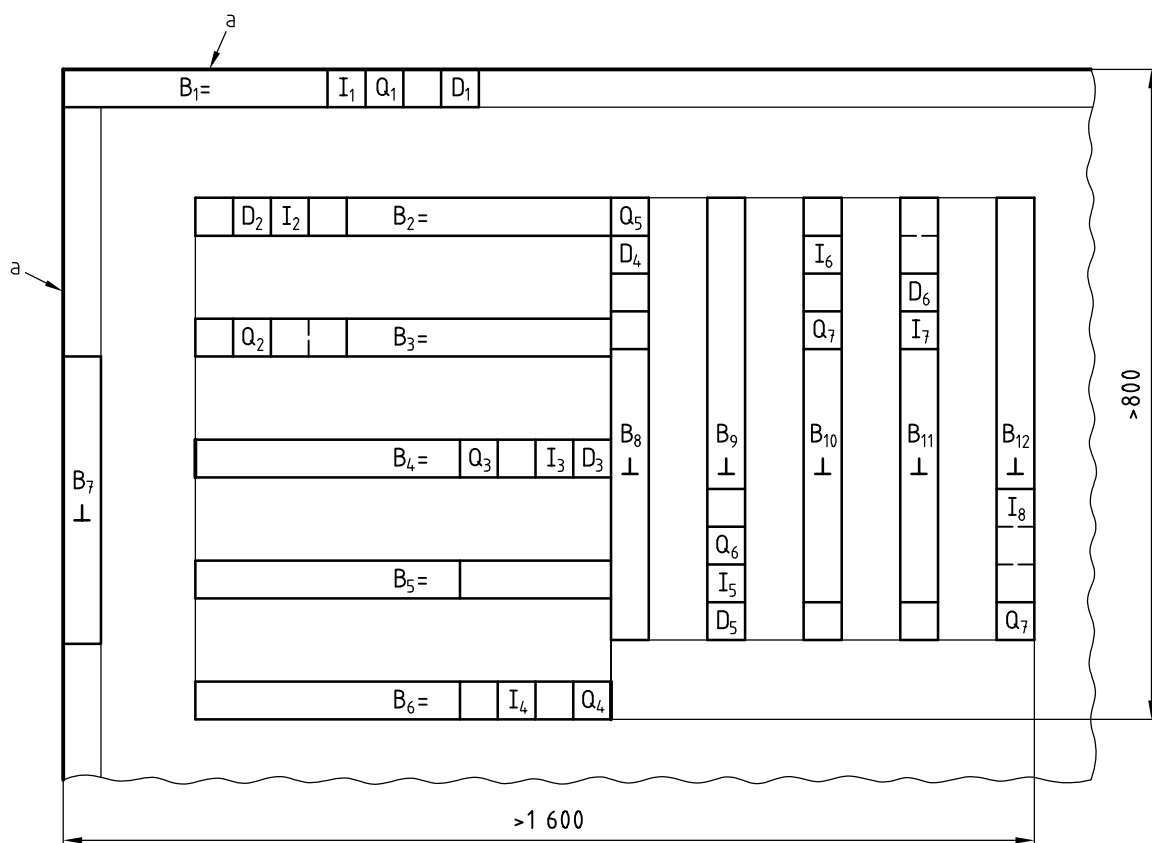 a
B₁= I₁ Q₁ D₁
D₂ I₂ B₂= Q₅
D₄ I₆
a
D₆
Q₂ B₃= Q₇ I₇
>800
B₄= Q₃ I₃ D₃ B₈ ⊥ B₉ ⊥ B₁₀ ⊥ B₁₁ ⊥ B₁₂ ⊥
B₇ ⊥
I₈
Q₆
B₅= I₅
D₅ Q₇
B₆= I₄ Q₄
>1 600